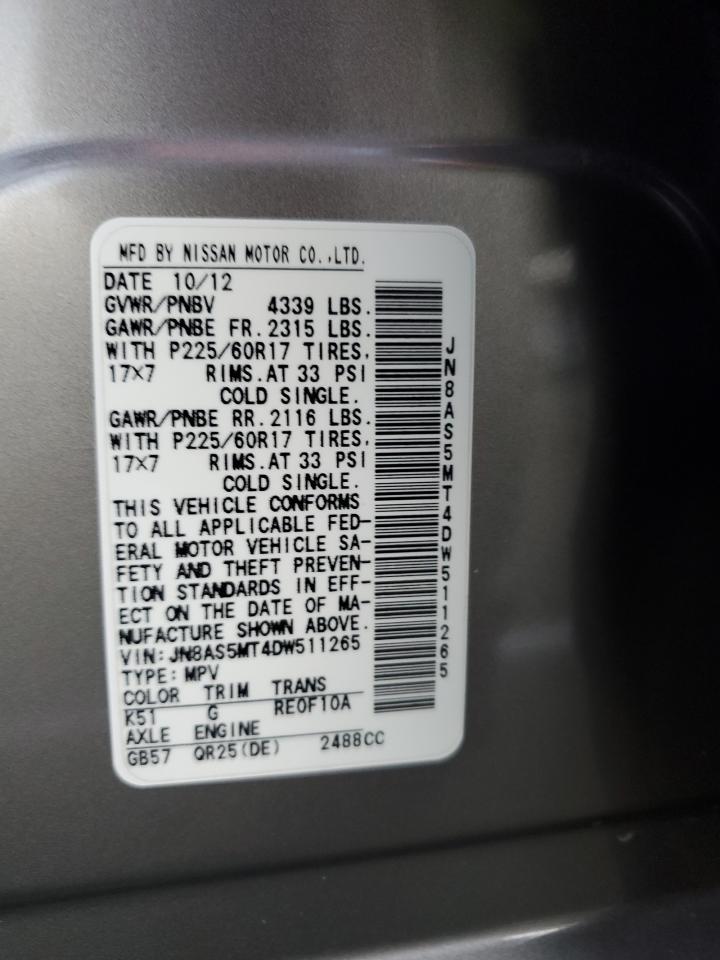 MFD BY NISSAN MOTOR CO.,LTD.
DATE 10/12
GVWR/PNBV 4339 LBS.
GAWR/PNBE FR.2315 LBS.
WITH P225/60R17 TIRES,
17×7 RIMS.AT 33 PSI
COLD SINGLE.
GAWR/PNBE RR.2116 LBS.
WITH P225/60R17 TIRES,
17×7 RIMS.AT 33 PSI
COLD SINGLE.
THIS VEHICLE CONFORMS
TO ALL APPLICABLE FED-
ERAL MOTOR VEHICLE SA-
FETY AND THEFT PREVEN-
TION STANDARDS IN EFF-
ECT ON THE DATE OF MA-
NUFACTURE SHOWN ABOVE.
VIN:JN8AS5MT4DW511265
TYPE:MPV
COLOR TRIM TRANS
K51 G RE0F10A
AXLE ENGINE
GB57 QR25(DE) 2488CC
JN8AS5MT4DW511265